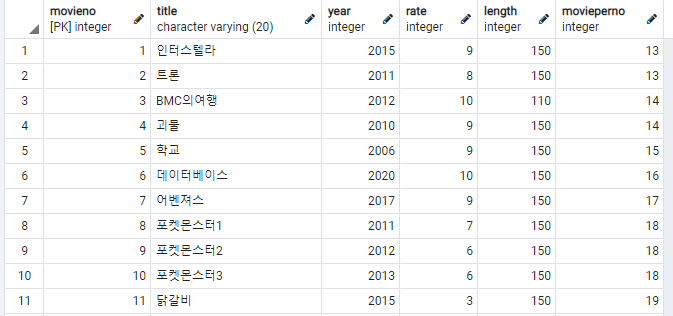 movieno title year rate length movieperno
[PK] integer character varying (20) integer integer integer integer
1 1 인터스텔라 2015 9 150 13
2 2 트론 2011 8 150 13
3 3 BMC의여행 2012 10 110 14
4 4 괴물 2010 9 150 14
5 5 학교 2006 9 150 15
6 6 데이터베이스 2020 10 150 16
7 7 어벤져스 2017 9 150 17
8 8 포켓몬스터1 2011 7 150 18
9 9 포켓몬스터2 2012 6 150 18
10 10 포켓몬스터3 2013 6 150 18
11 11 닭갈비 2015 3 150 19